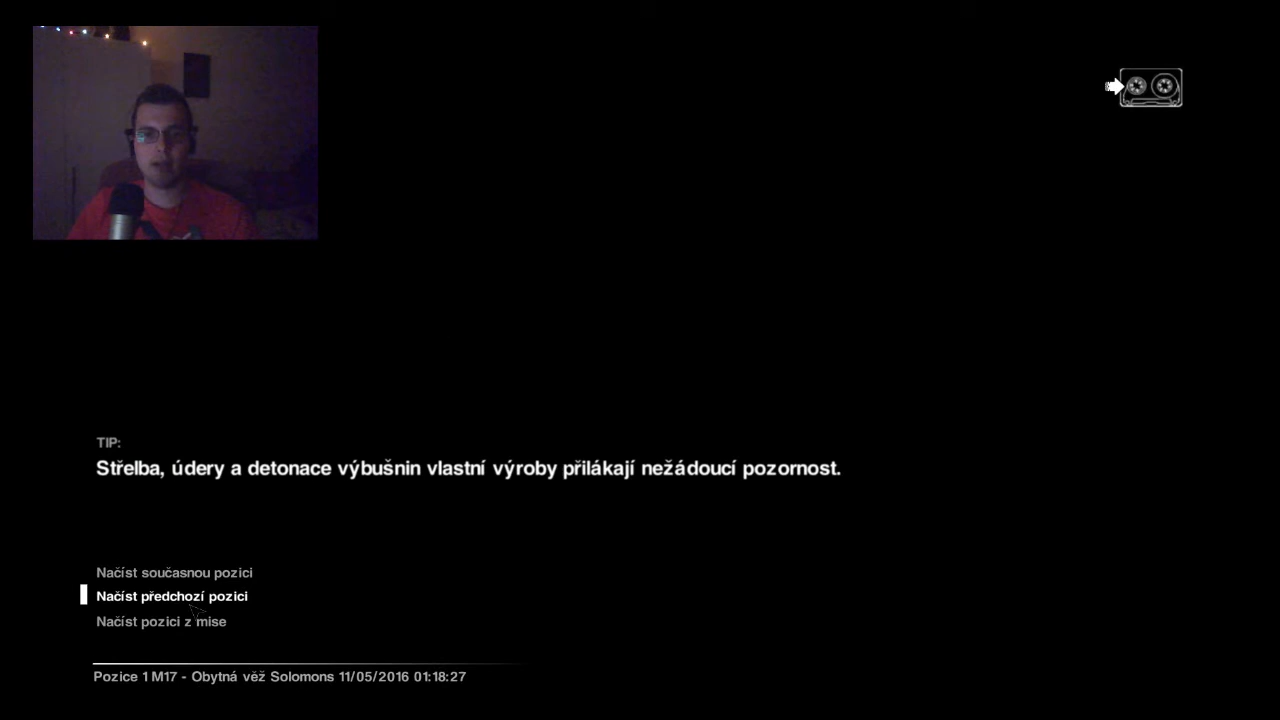 TIP:
Střelba, údery a detonace výbušnin vlastní výroby přilákají nežádoucí pozornost.
Načíst současnou pozici
Načíst předchozí pozici
Načíst pozici z mise
Pozice 1 M17 - Obytná věž Solomons 11/05/2016 01:18:27